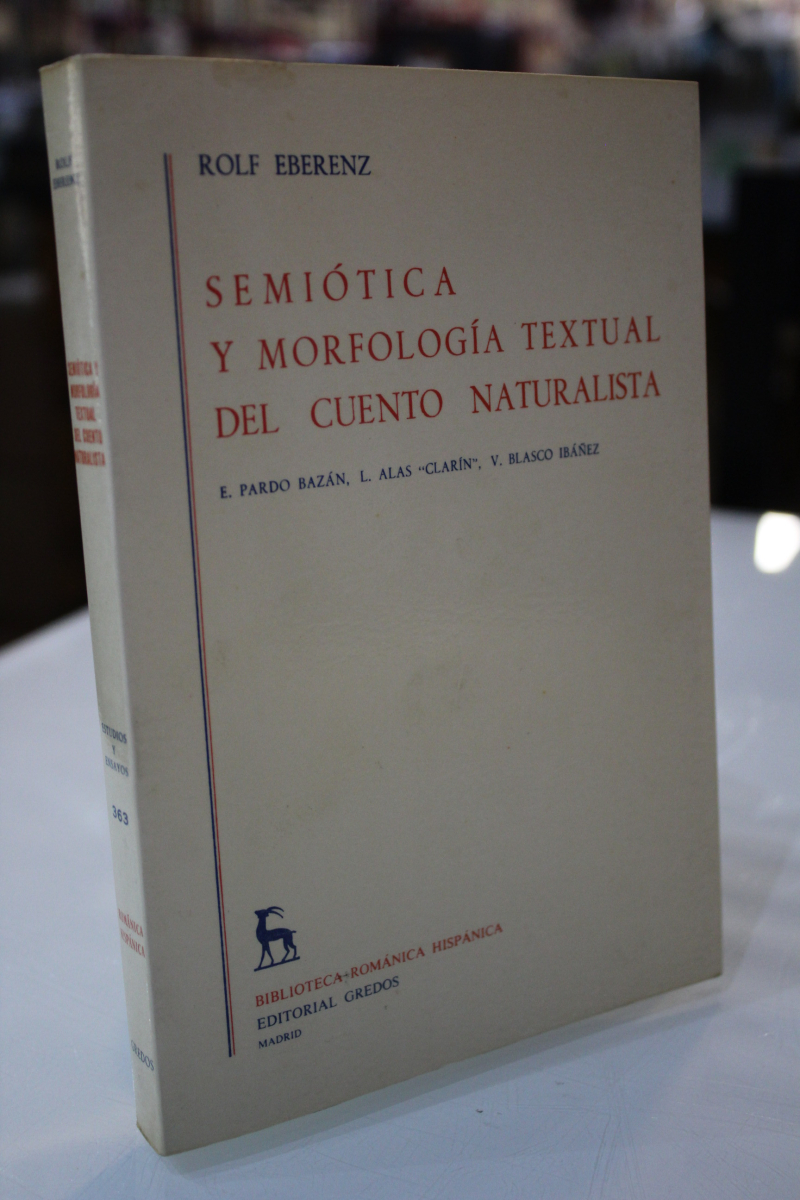 ROLF EBERENZ
SEMIÓTICA
Y MORFOLOGÍA TEXTUAL
DEL CUENTO NATURALISTA
E. PARDO BAZÁN, L. ALAS "CLARÍN", V. BLASCO IBÁÑEZ
BIBLIOTECA ROMÁNICA HISPÁNICA
EDITORIAL GREDOS
MADRID
ROLF
EBERENZ
SEMIÓTICA Y
MORFOLOGÍA
TEXTUAL
DEL CUENTO
NATURALISTA
ESTUDIOS
Y
ENSAYOS
363
ROMÁNICA
HISPÁNICA
GREDOS